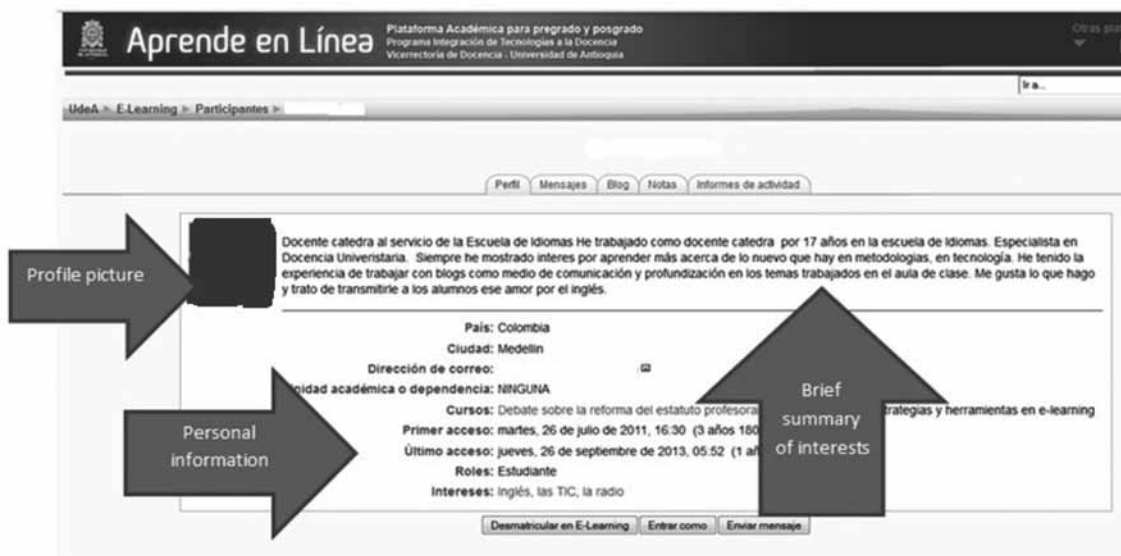 Aprende en Línea
Plataforma Académica para pregrado y posgrado
Programa Integración de Tecnologías a la Docencia
Vicerrectoría de Docencia - Universidad de Antioquia
Otras plat
Ir a...
UdeA ► E-Learning ► Participantes ►
Perfil Mensajes Blog Notas Informes de actividad
Profile picture
Docente catedra al servicio de la Escuela de Idiomas He trabajado como docente catedra por 17 años en la escuela de Idiomas. Especialista en
Docencia Univeristaria. Siempre he mostrado interes por aprender más acerca de lo nuevo que hay en metodologias, en tecnología. He tenido la
experiencia de trabajar con blogs como medio de comunicación y profundización en los temas trabajados en el aula de clase. Me gusta lo que hago
y trato de transmitirle a los alumnos ese amor por el inglés.
País: Colombia
Ciudad: Medellin
Dirección de correo:
Unidad académica o dependencia: NINGUNA
Cursos: Debate sobre la reforma del estatuto profesora trategias y herramientas en e-learning
Primer acceso: martes, 26 de julio de 2011, 16:30 (3 años 180
Último acceso: jueves, 26 de septiembre de 2013, 05:52 (1 añ
Roles: Estudiante
Intereses: Inglés, las TIC, la radio
Personal
information
Brief
summary
of interests
Desmatricular en E-Learning Entrar como Enviar mensaje